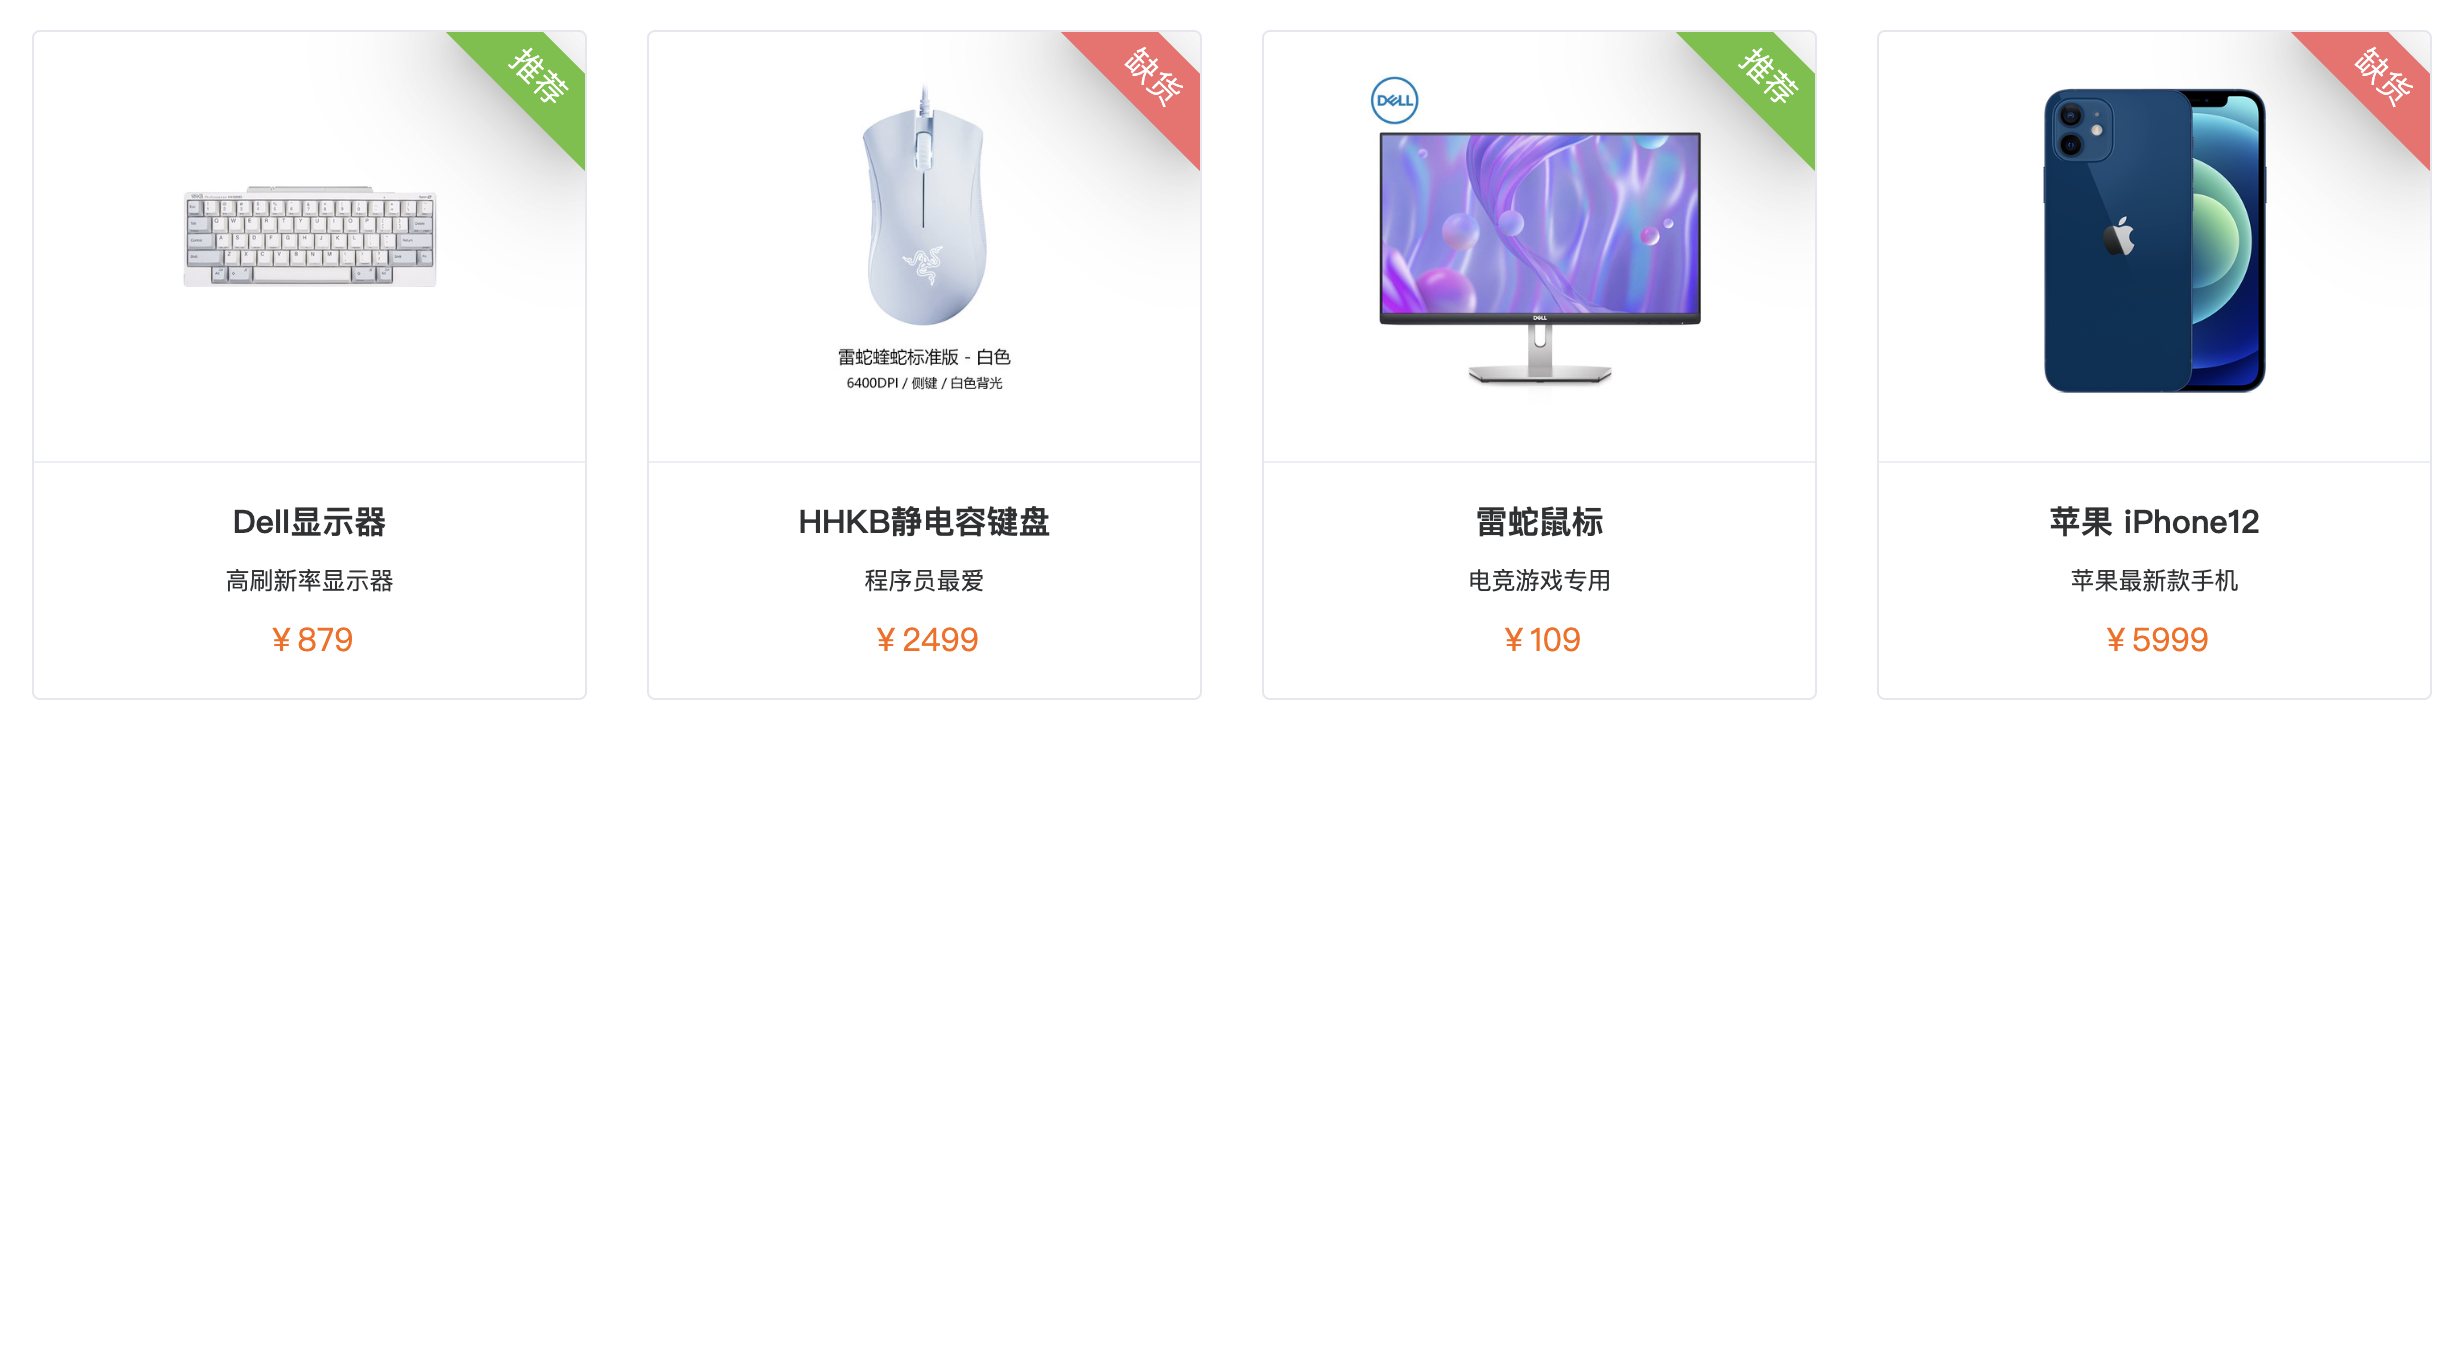 推荐
Dell显示器
高刷新率显示器
¥ 879
缺货
雷蛇蝰蛇标准版 - 白色
6400DPI / 侧键 / 白色背光
HHKB静电容键盘
程序员最爱
¥ 2499
推荐
DELL
DELL
雷蛇鼠标
电竞游戏专用
¥ 109
缺货
苹果 iPhone12
苹果最新款手机
¥ 5999